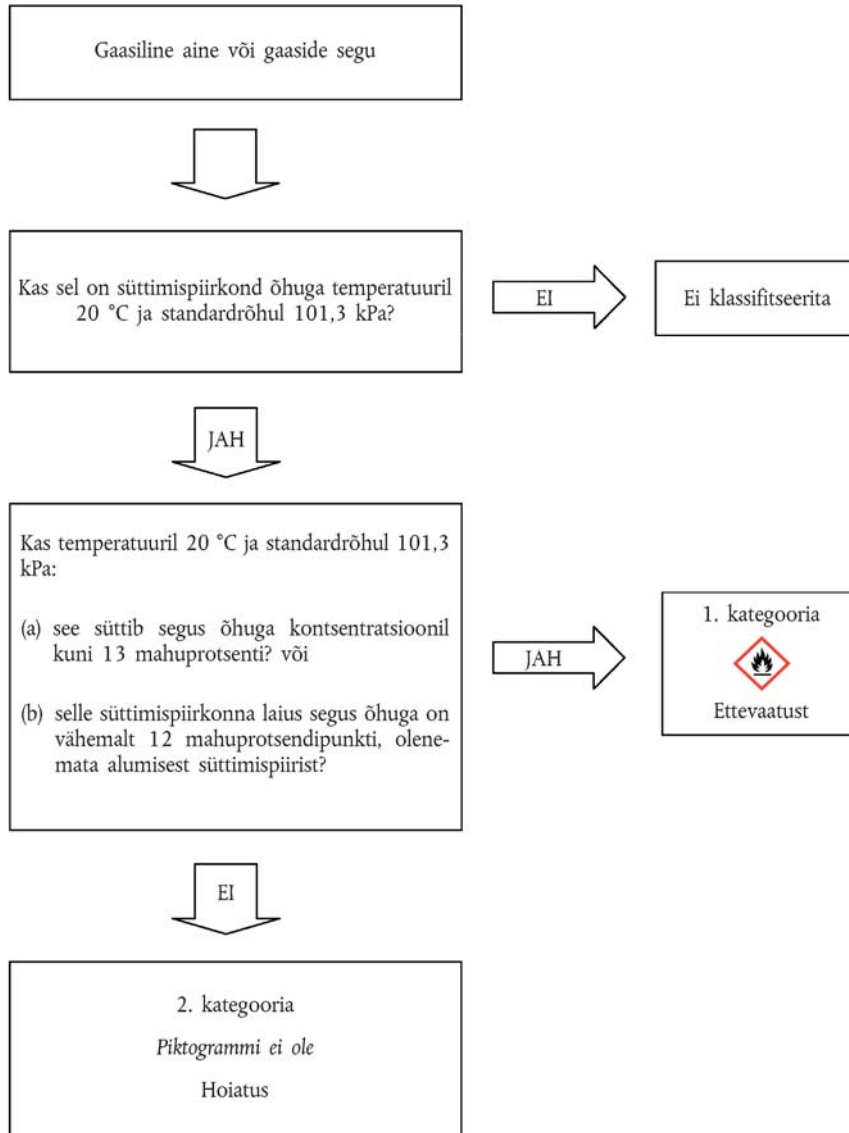 Gaasiline aine või gaaside segu
Kas sel on süttimispiirkond õhuga temperatuuril
20 °C ja standardrõhul 101,3 kPa?
EI
Ei klassifitseerita
JAH
Kas temperatuuril 20 °C ja standardrõhul 101,3
kPa:
(a) see süttib segus õhuga kontsentratsioonil
kuni 13 mahuprotsenti? või
(b) selle süttimispiirkonna laius segus õhuga on
vähemalt 12 mahuprotsendipunkti, olene-
mata alumisest süttimispiirist?
JAH
1. kategooria
Ettevaatust
EI
2. kategooria
Piktogrammi ei ole
Hoiatus